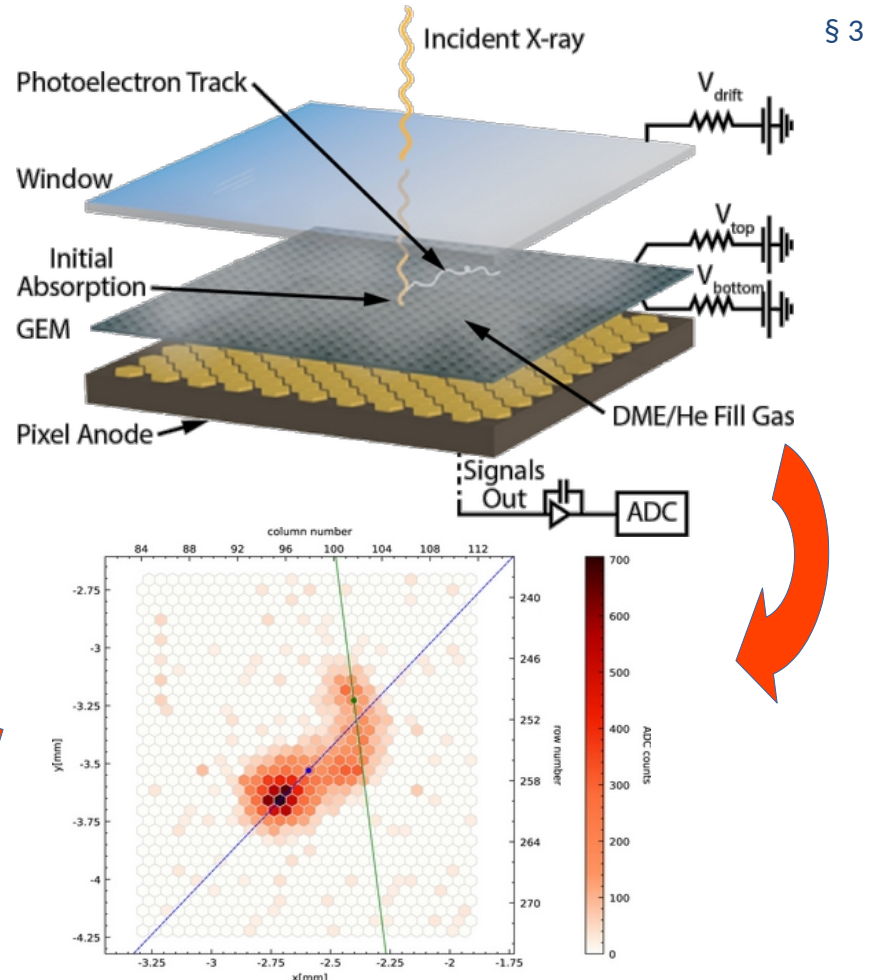 § 3
Incident X-ray
Photoelectron Track
V drift
Window
V top
Initial
Absorption
V bottom
GEM
DME/He Fill Gas
Pixel Anode
Signals
Out
ADC
column number
84 88 92 96 100 104 108 112
700
-2.75
240
600
-3
246
500
-3.25
252
400
y[mm]
row number
ADC counts
-3.5
258
300
-3.75
264
200
-4
270
100
-4.25
0
-3.25 -3 -2.75 -2.5 -2.25 -2 -1.75
x[mm]